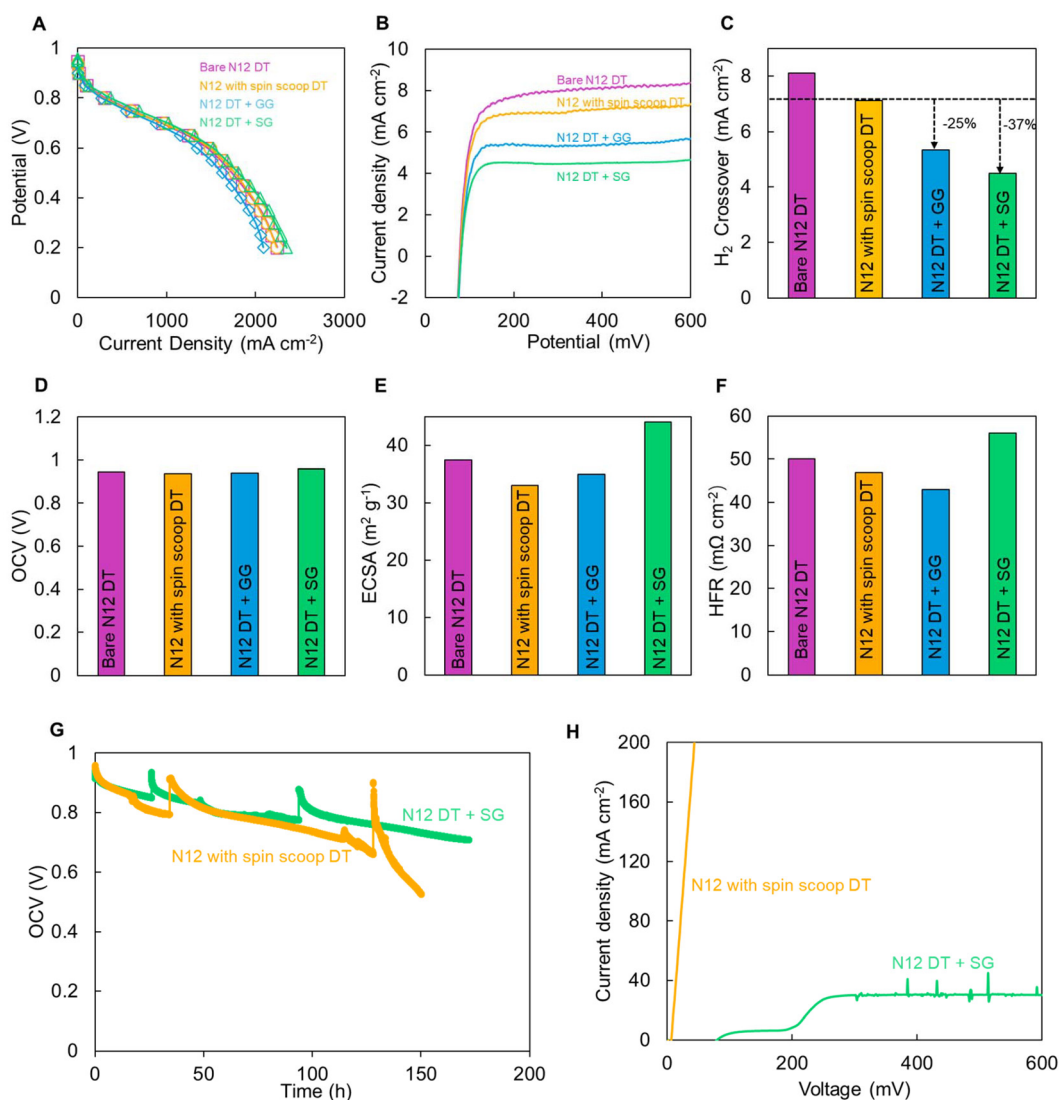 A
1
0.8
0.6
0.4
0.2
0
Potential (V)
0
1000
2000
3000
Current Density (mA cm-2)
Bare N12 DT
N12 with spin scoop DT
N12 DT + GG
N12 DT + SG
B
10
8
6
4
2
0
-2
Current density (mA cm-2)
0
200
400
600
Potential (mV)
Bare N12 DT
N12 with spin scoop DT
N12 DT + GG
N12 DT + SG
C
10
8
6
4
2
0
H2 Crossover (mA cm-2)
Bare N12 DT
N12 with spin scoop DT
N12 DT + GG
N12 DT + SG
-25%
-37%
D
1.2
1
0.8
0.6
0.4
0.2
0
OCV (V)
Bare N12 DT
N12 with spin scoop DT
N12 DT + GG
N12 DT + SG
E
40
30
20
10
0
ECSA (m2 g-1)
Bare N12 DT
N12 with spin scoop DT
N12 DT + GG
N12 DT + SG
F
60
50
40
30
20
10
0
HFR (mΩ cm-2)
Bare N12 DT
N12 with spin scoop DT
N12 DT + GG
N12 DT + SG
G
1
0.8
0.6
0.4
0.2
0
OCV (V)
0
50
100
150
200
Time (h)
N12 DT + SG
N12 with spin scoop DT
H
200
160
120
80
40
0
Current density (mA cm-2)
0
200
400
600
Voltage (mV)
N12 with spin scoop DT
N12 DT + SG